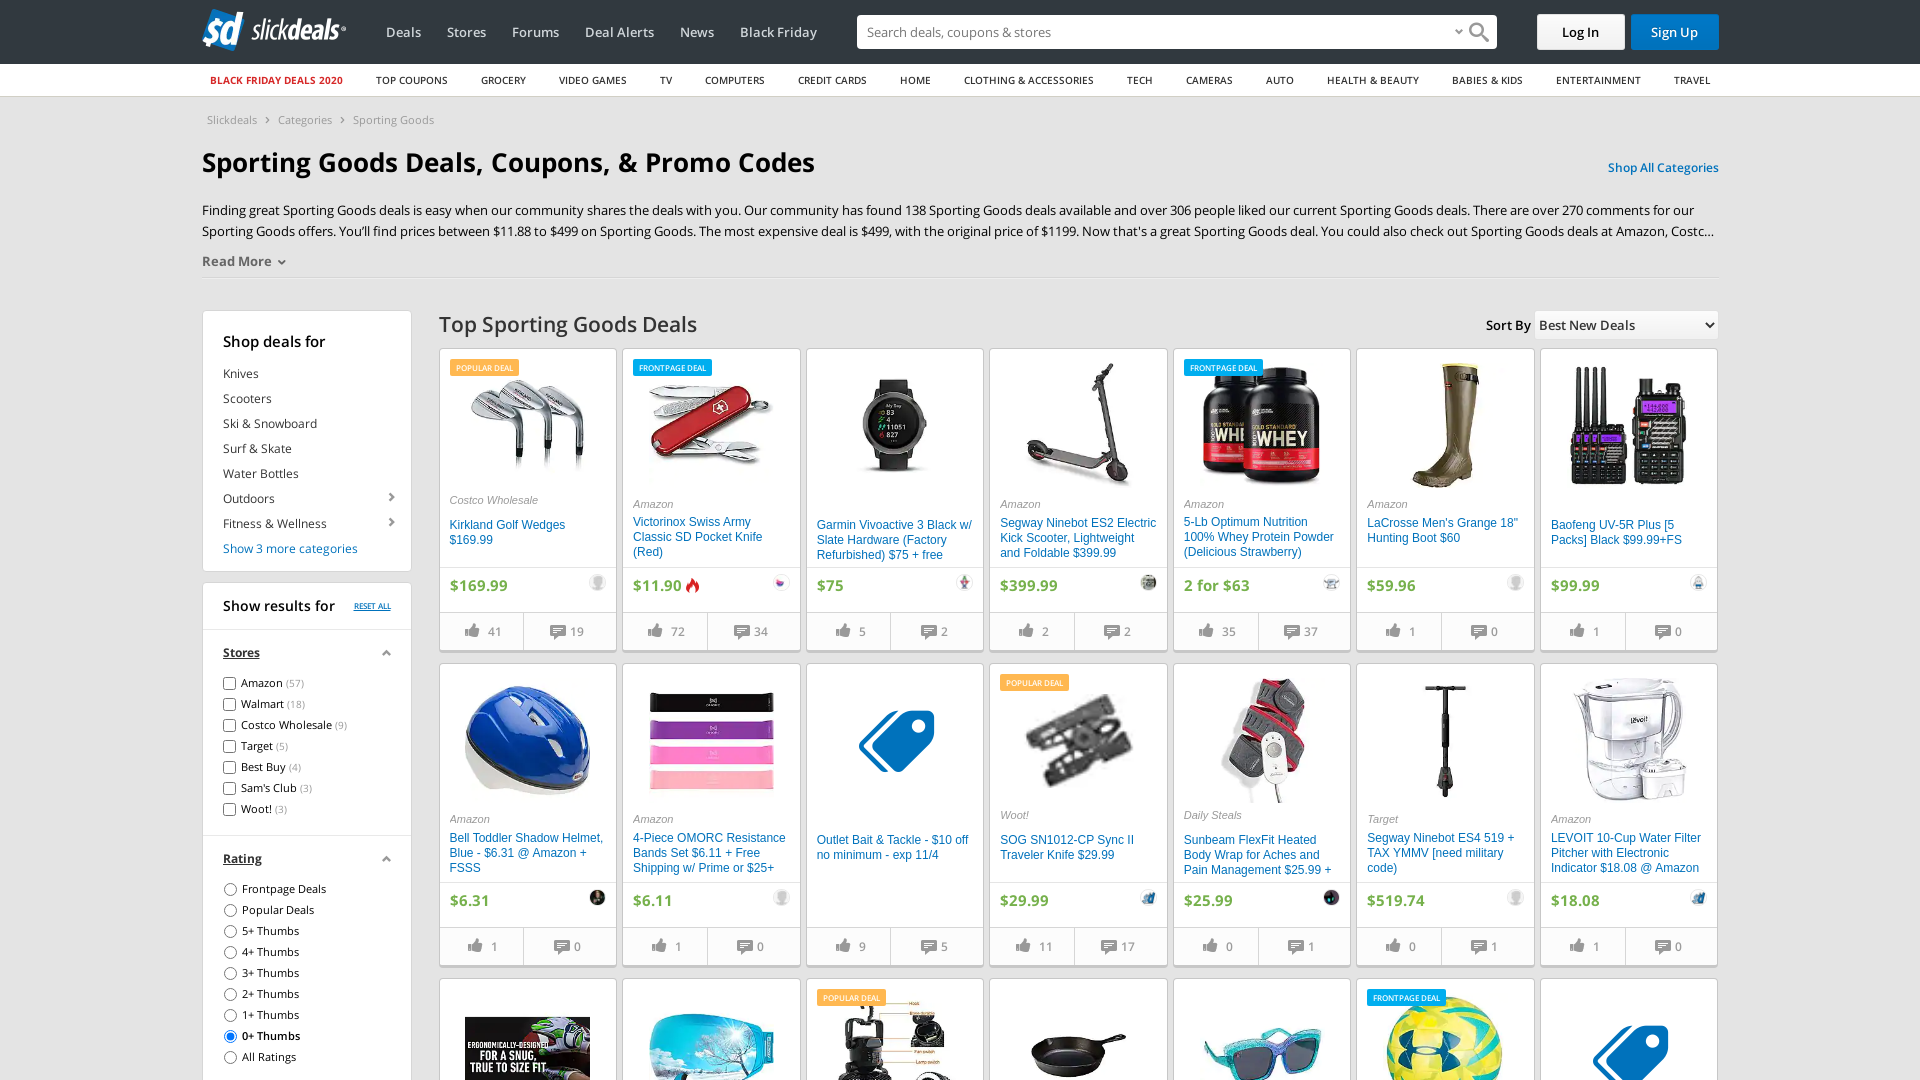 slickdeals
Deals
Stores
Forums
Deal Alerts
News
Black Friday
Search deals, coupons & stores
Log In
Sign Up
BLACK FRIDAY DEALS 2020
TOP COUPONS
GROCERY
VIDEO GAMES
TV
COMPUTERS
CREDIT CARDS
HOME
CLOTHING & ACCESSORIES
TECH
CAMERAS
AUTO
HEALTH & BEAUTY
BABIES & KIDS
ENTERTAINMENT
TRAVEL
Slickdeals > Categories > Sporting Goods
Sporting Goods Deals, Coupons, & Promo Codes
Shop All Categories
Finding great Sporting Goods deals is easy when our community shares the deals with you. Our community has found 138 Sporting Goods deals available and over 306 people liked our current Sporting Goods deals. There are over 270 comments for our
Sporting Goods offers. You'll find prices between $11.88 to $499 on Sporting Goods. The most expensive deal is $499, with the original price of $1199. Now that's a great Sporting Goods deal. You could also check out Sporting Goods deals at Amazon, Costc...
Read More
Shop deals for
Knives
Scooters
Ski & Snowboard
Surf & Skate
Water Bottles
Outdoors
Fitness & Wellness
Show 3 more categories
Show results for
RESET ALL
Stores
Amazon (57)
Walmart (18)
Costco Wholesale (9)
Target (5)
Best Buy (4)
Sam's Club (3)
Woot! (3)
Rating
Frontpage Deals
Popular Deals
5+ Thumbs
4+ Thumbs
3+ Thumbs
2+ Thumbs
1+ Thumbs
0+ Thumbs
All Ratings
Top Sporting Goods Deals
Sort By
Best New Deals
POPULAR DEAL
Costco Wholesale
Kirkland Golf Wedges
$169.99
$169.99
41
19
FRONTPAGE DEAL
Amazon
Victorinox Swiss Army
Classic SD Pocket Knife
(Red)
$11.90
72
34
My Day
83
4
11051
827
Garmin Vivoactive 3 Black w/
Slate Hardware (Factory
Refurbished) $75 + free
$75
5
2
Amazon
Segway Ninebot ES2 Electric
Kick Scooter, Lightweight
and Foldable $399.99
$399.99
2
2
FRONTPAGE DEAL
GOLD STANDARD
WHEY
Amazon
5-Lb Optimum Nutrition
100% Whey Protein Powder
(Delicious Strawberry)
2 for $63
35
37
Amazon
LaCrosse Men's Grange 18"
Hunting Boot $60
$59.96
1
0
Baofeng UV-5R Plus [5
Packs] Black $99.99+FS
$99.99
1
0
Amazon
Bell Toddler Shadow Helmet,
Blue - $6.31 @ Amazon +
FSSS
$6.31
1
0
Amazon
4-Piece OMORC Resistance
Bands Set $6.11 + Free
Shipping w/ Prime or $25+
$6.11
1
0
Outlet Bait & Tackle - $10 off
no minimum - exp 11/4
9
5
POPULAR DEAL
Woot!
SOG SN1012-CP Sync II
Traveler Knife $29.99
$29.99
11
17
Daily Steals
Sunbeam FlexFit Heated
Body Wrap for Aches and
Pain Management $25.99 +
$25.99
0
1
Target
Segway Ninebot ES4 519 +
TAX YMMV [need military
code)
$519.74
0
1
levoit
Amazon
LEVOIT 10-Cup Water Filter
Pitcher with Electronic
Indicator $18.08 @ Amazon
$18.08
1
0
ERGONOMICALLY-DESIGNED
FOR A SNUG,
TRUE TO SIZE FIT
POPULAR DEAL
Hook
Fan switch
Lamp switch
FRONTPAGE DEAL